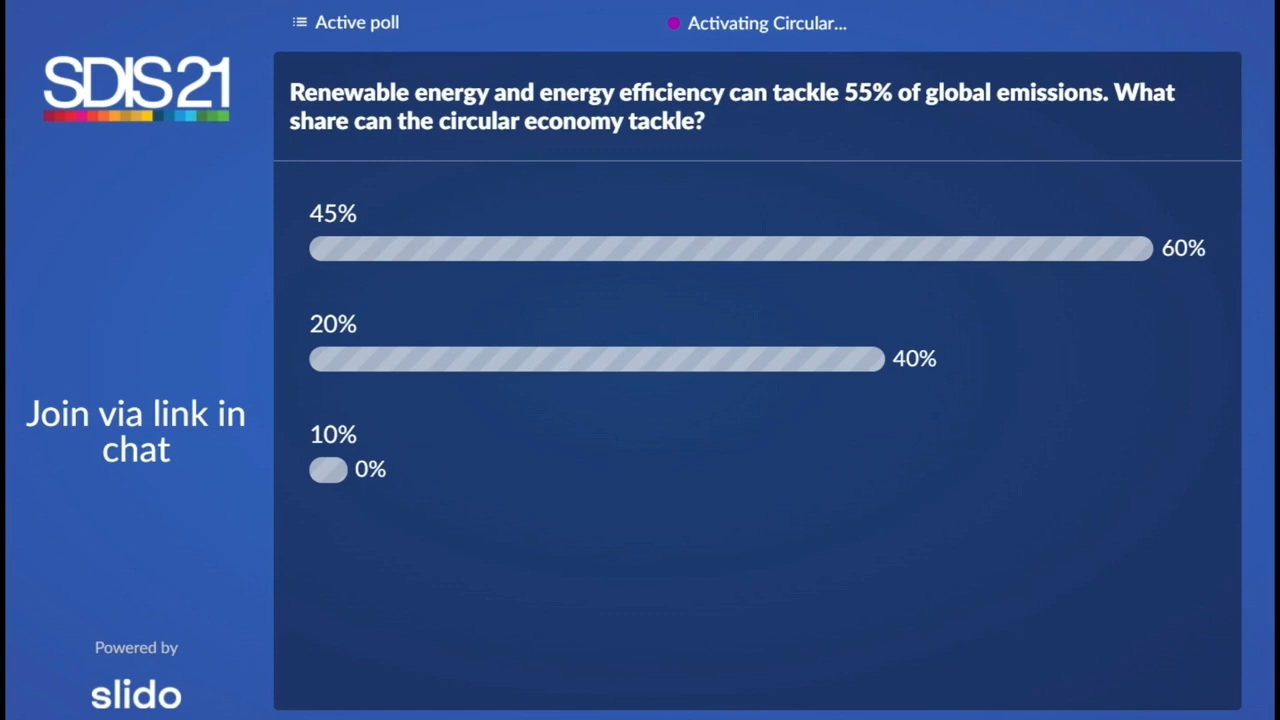 Active poll
Activating Circular...
SDIS21
Renewable energy and energy efficiency can tackle 55% of global emissions. What
share can the circular economy tackle?
45%
60%
20%
40%
10%
0%
Join via link in
chat
Powered by
slido